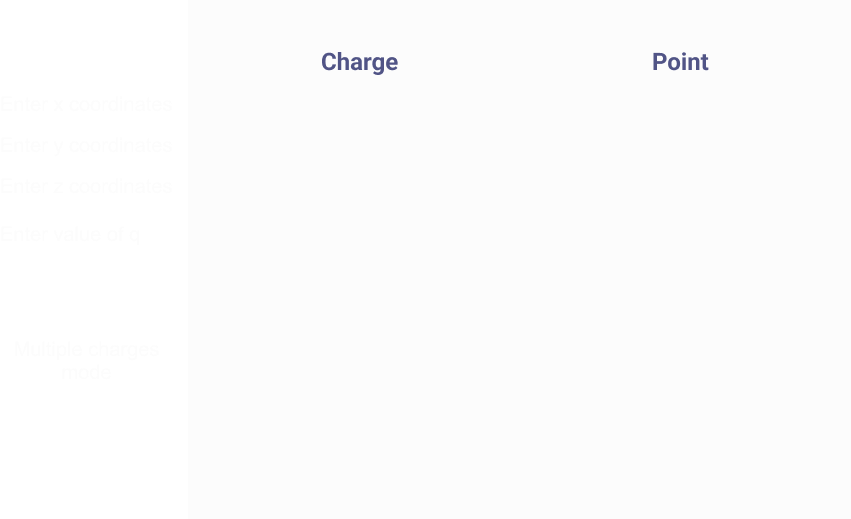 Charge Point
Enter x coordinates
Enter y coordinates
Enter z coordinates
Enter value of q
Multiple charges
mode